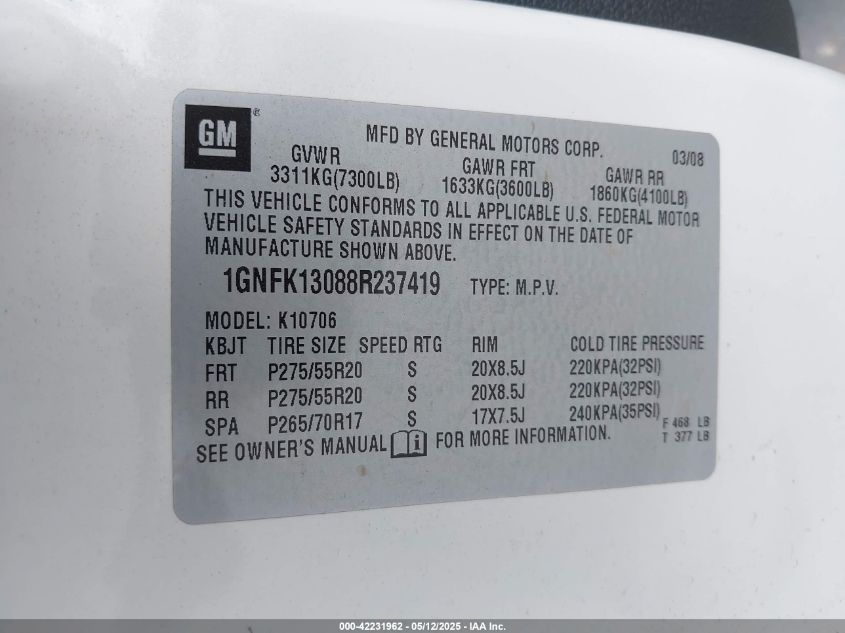 GM ®
MFD BY GENERAL MOTORS CORP. 03/08
GVWR GAWR FRT GAWR RR
3311KG(7300LB) 1633KG(3600LB) 1860KG(4100LB)
THIS VEHICLE CONFORMS TO ALL APPLICABLE U.S. FEDERAL MOTOR
VEHICLE SAFETY STANDARDS IN EFFECT ON THE DATE OF
MANUFACTURE SHOWN ABOVE.
1GNFK13088R237419 TYPE: M.P.V.
MODEL: K10706
KBJT TIRE SIZE SPEED RTG RIM COLD TIRE PRESSURE
FRT P275/55R20 S 20X8.5J 220KPA(32PSI)
RR P275/55R20 S 20X8.5J 220KPA(32PSI)
SPA P265/70R17 S 17X7.5J 240KPA(35PSI) F 468 LB
SEE OWNER'S MANUAL i FOR MORE INFORMATION. T 377 LB
000-42231962 - 05/12/2025 - IAA Inc.